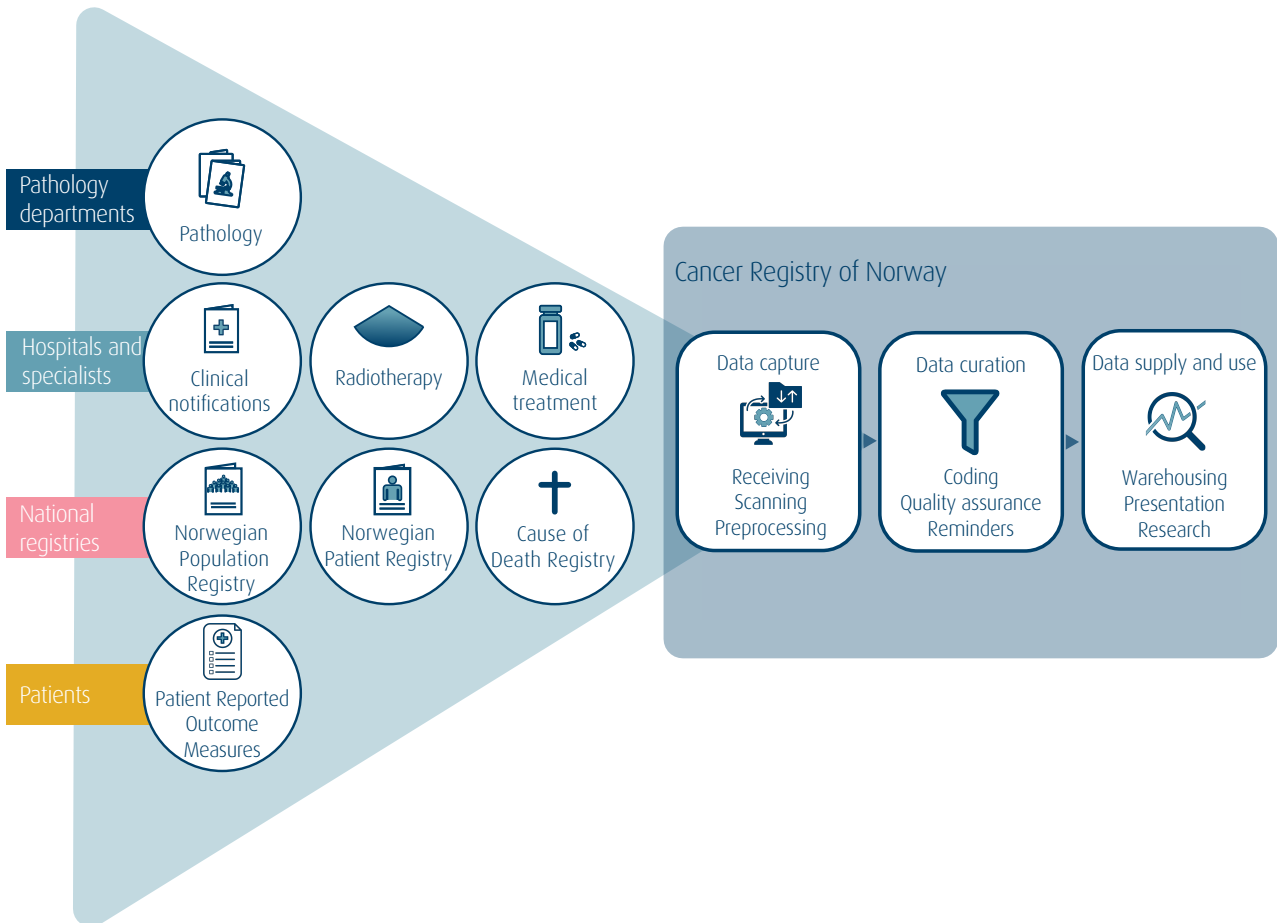 Pathology
departments
Pathology
Hospitals and
specialists
Clinical
notifications
Radiotherapy
Medical
treatment
National
registries
Norwegian
Population
Registry
Norwegian
Patient Registry
Cause of
Death Registry
Patients
Patient Reported
Outcome
Measures
Cancer Registry of Norway
Data capture
Receiving
Scanning
Preprocessing
Data curation
Coding
Quality assurance
Reminders
Data supply and use
Warehousing
Presentation
Research